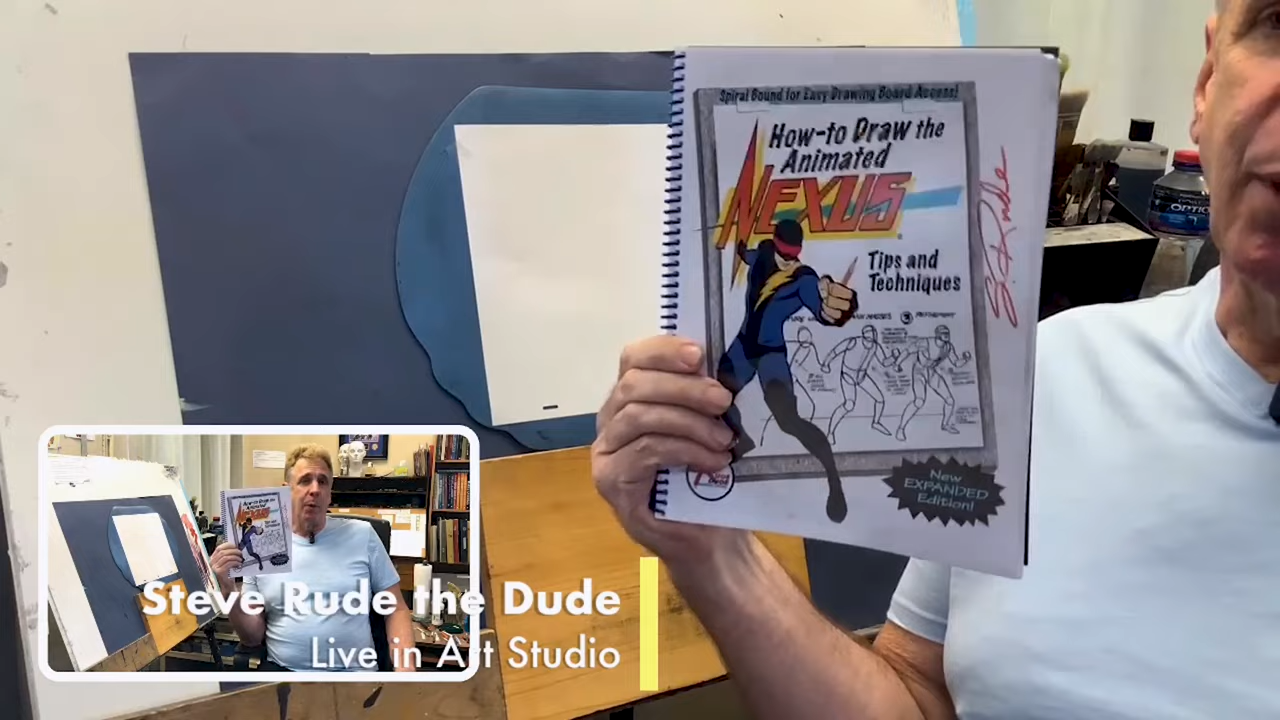 Spiral Bound for Easy Drawing Board Access!
How-to Draw the
Animated
NEXUS
Tips and
Techniques
S. Rude
New
EXPANDED
Edition!
Steve Rude the Dude
Live in Art Studio